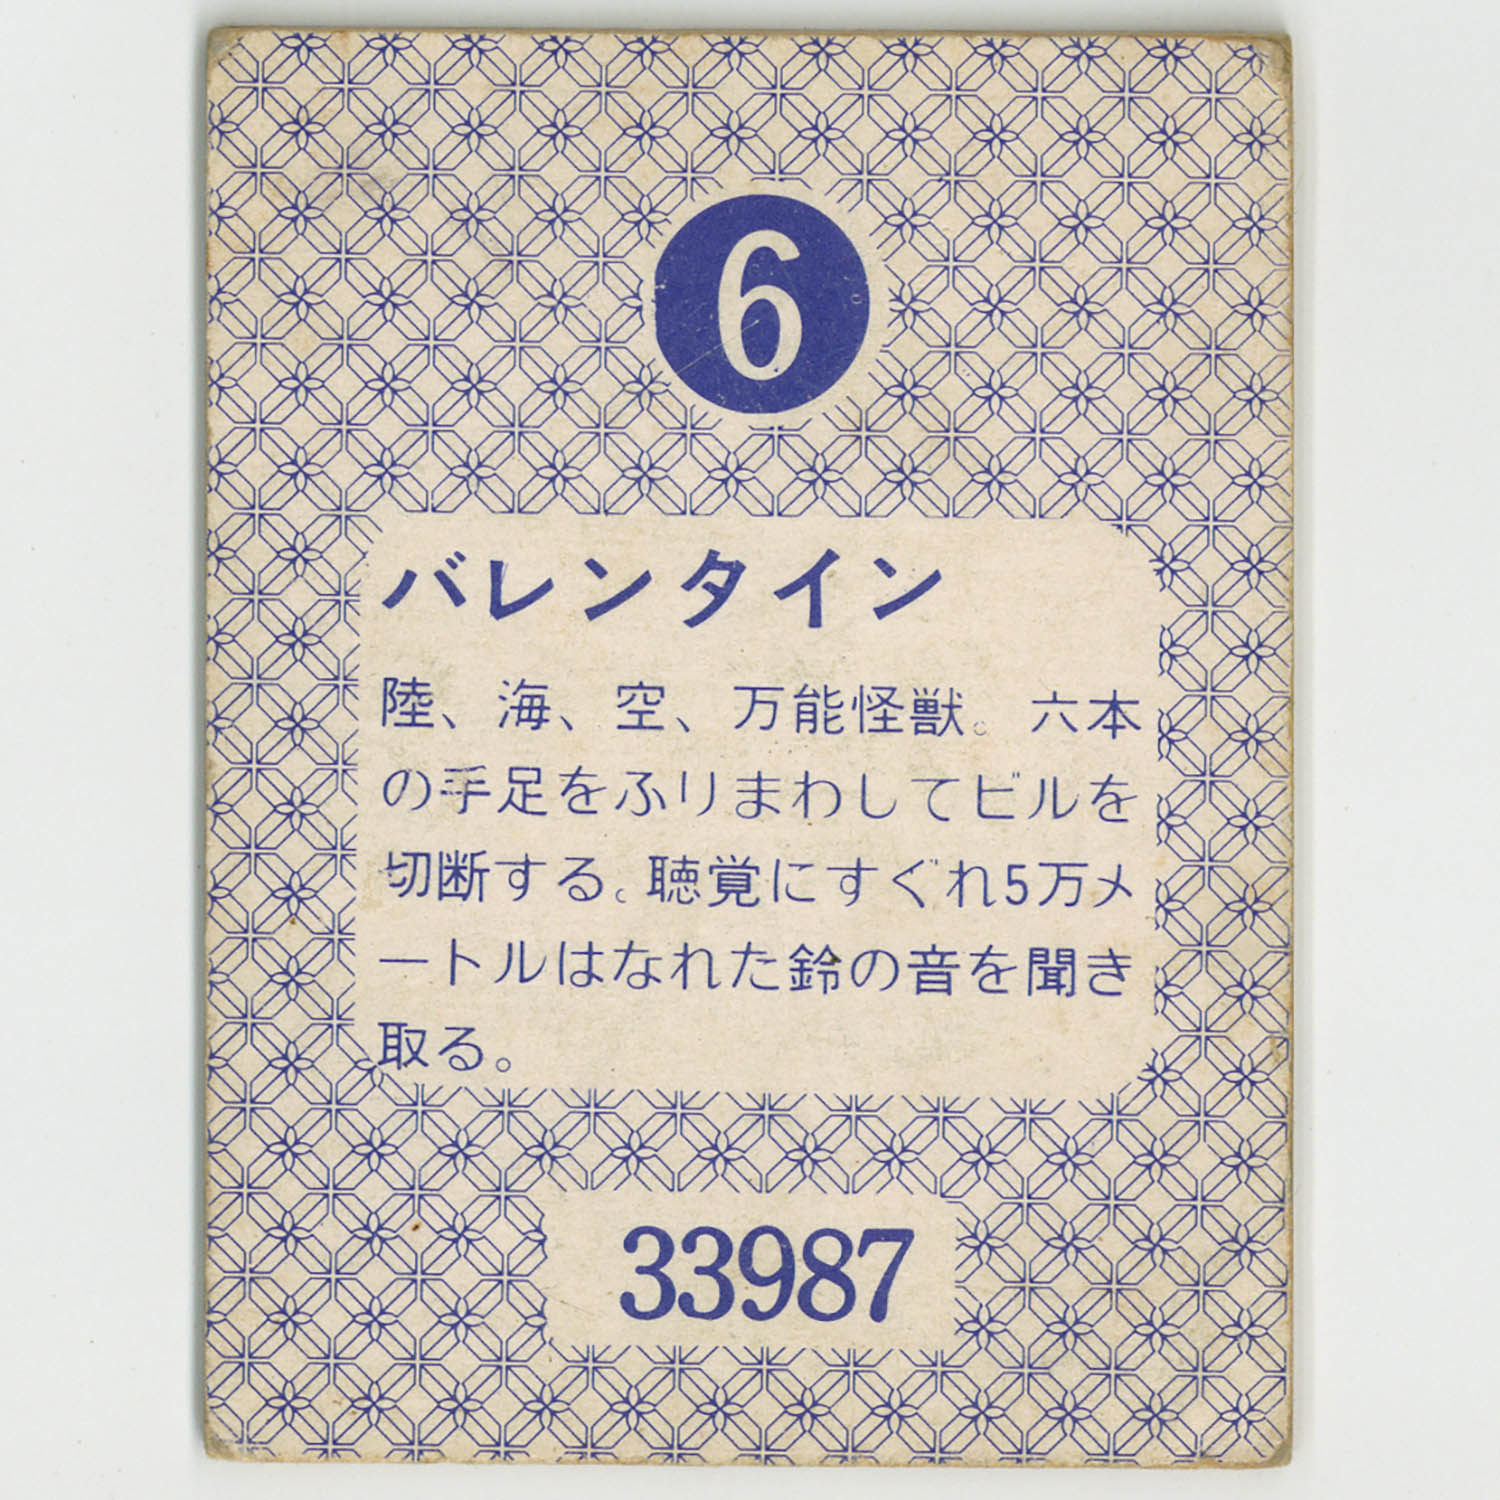 6
バレンタイン
陸、海、空、万能怪獣。六本
の手足をふりまわしてビルを
切断する。聴覚にすぐれ5万メ
ートルはなれた鈴の音を聞き
取る。
33987